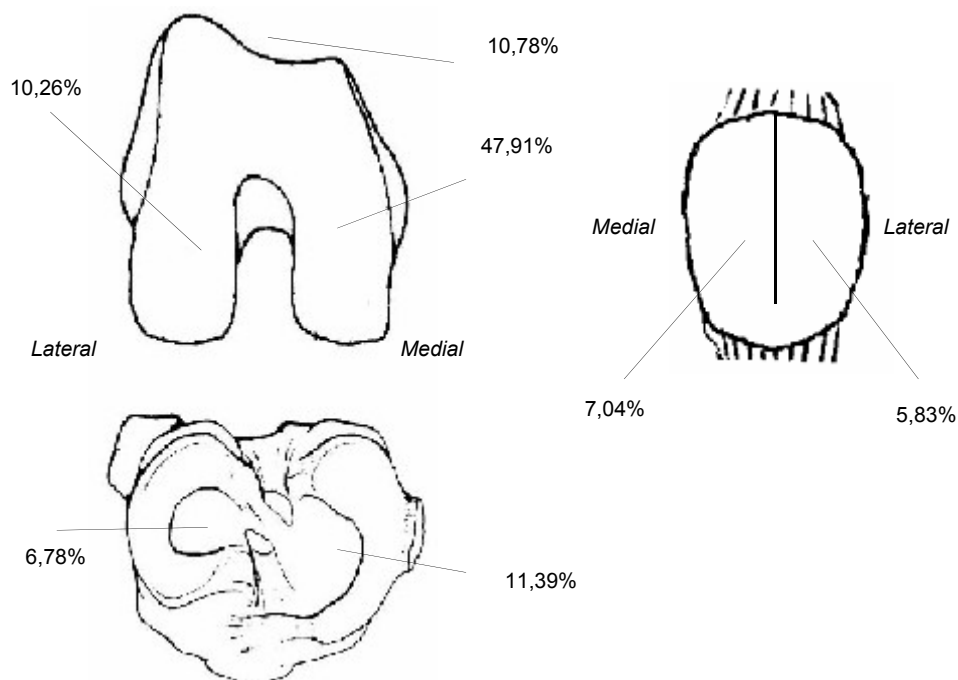 10,78%
10,26%
47,91%
Medial
Lateral
Lateral
Medial
7,04%
5,83%
6,78%
11,39%